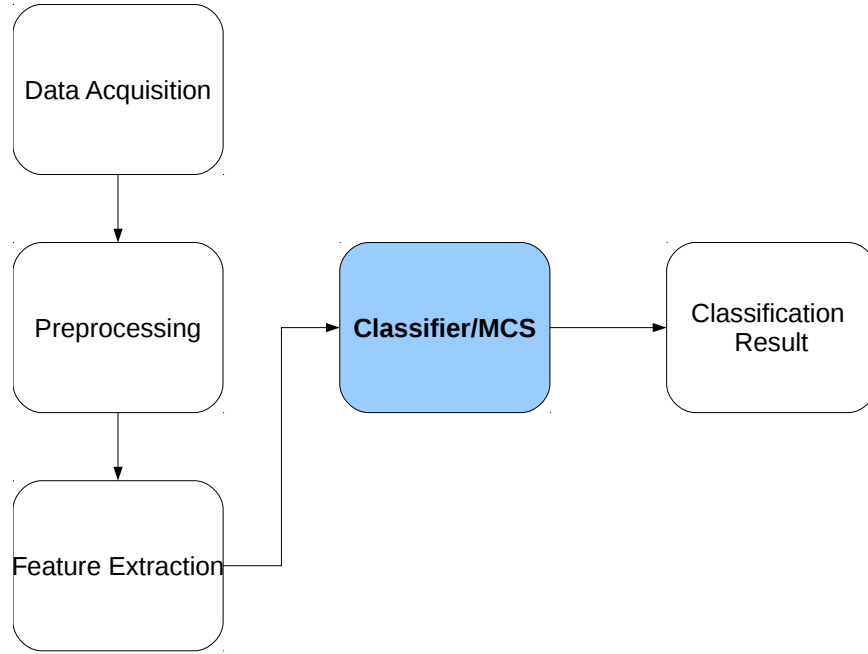 Data Acquisition
Preprocessing
Feature Extraction
Classifier/MCS
Classification
Result